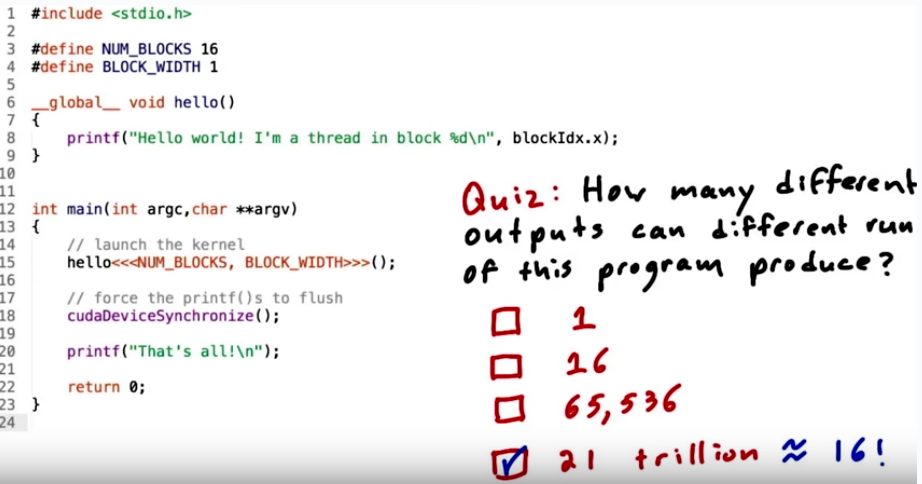 1 #include <stdio.h>
2
3 #define NUM_BLOCKS 16
4 #define BLOCK_WIDTH 1
5
6 __global__ void hello()
7 {
8 printf("Hello world! I'm a thread in block %d\n", blockIdx.x);
9 }
10
11
12 int main(int argc,char **argv)
13 {
14 // launch the kernel
15 hello<<<NUM_BLOCKS, BLOCK_WIDTH>>>();
16
17 // force the printf()s to flush
18 cudaDeviceSynchronize();
19
20 printf("That's all!\n");
21
22 return 0;
23 }
24
Quiz: How many different
outputs can different run
of this program produce?
1
16
65,536
21 trillion ≈ 16!